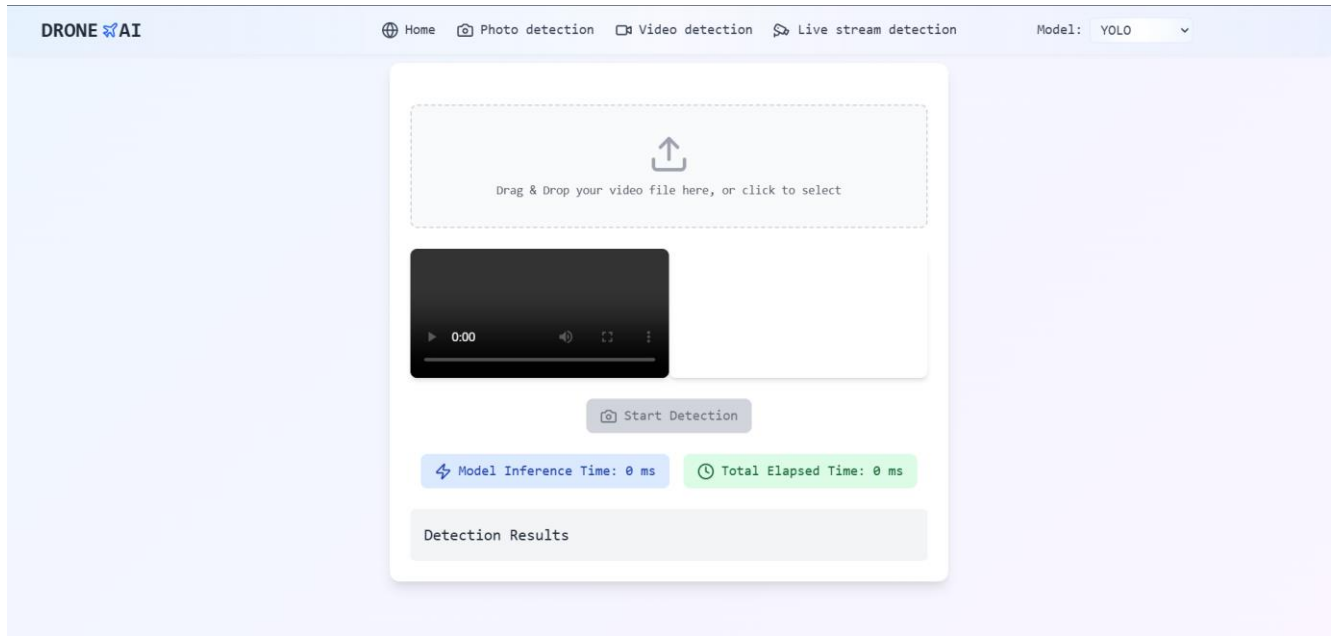 DRONE AI Home Photo detection Video detection Live stream detection Model: YOLO
Drag & Drop your video file here, or click to select
0:00
Start Detection
Model Inference Time: 0 ms Total Elapsed Time: 0 ms
Detection Results